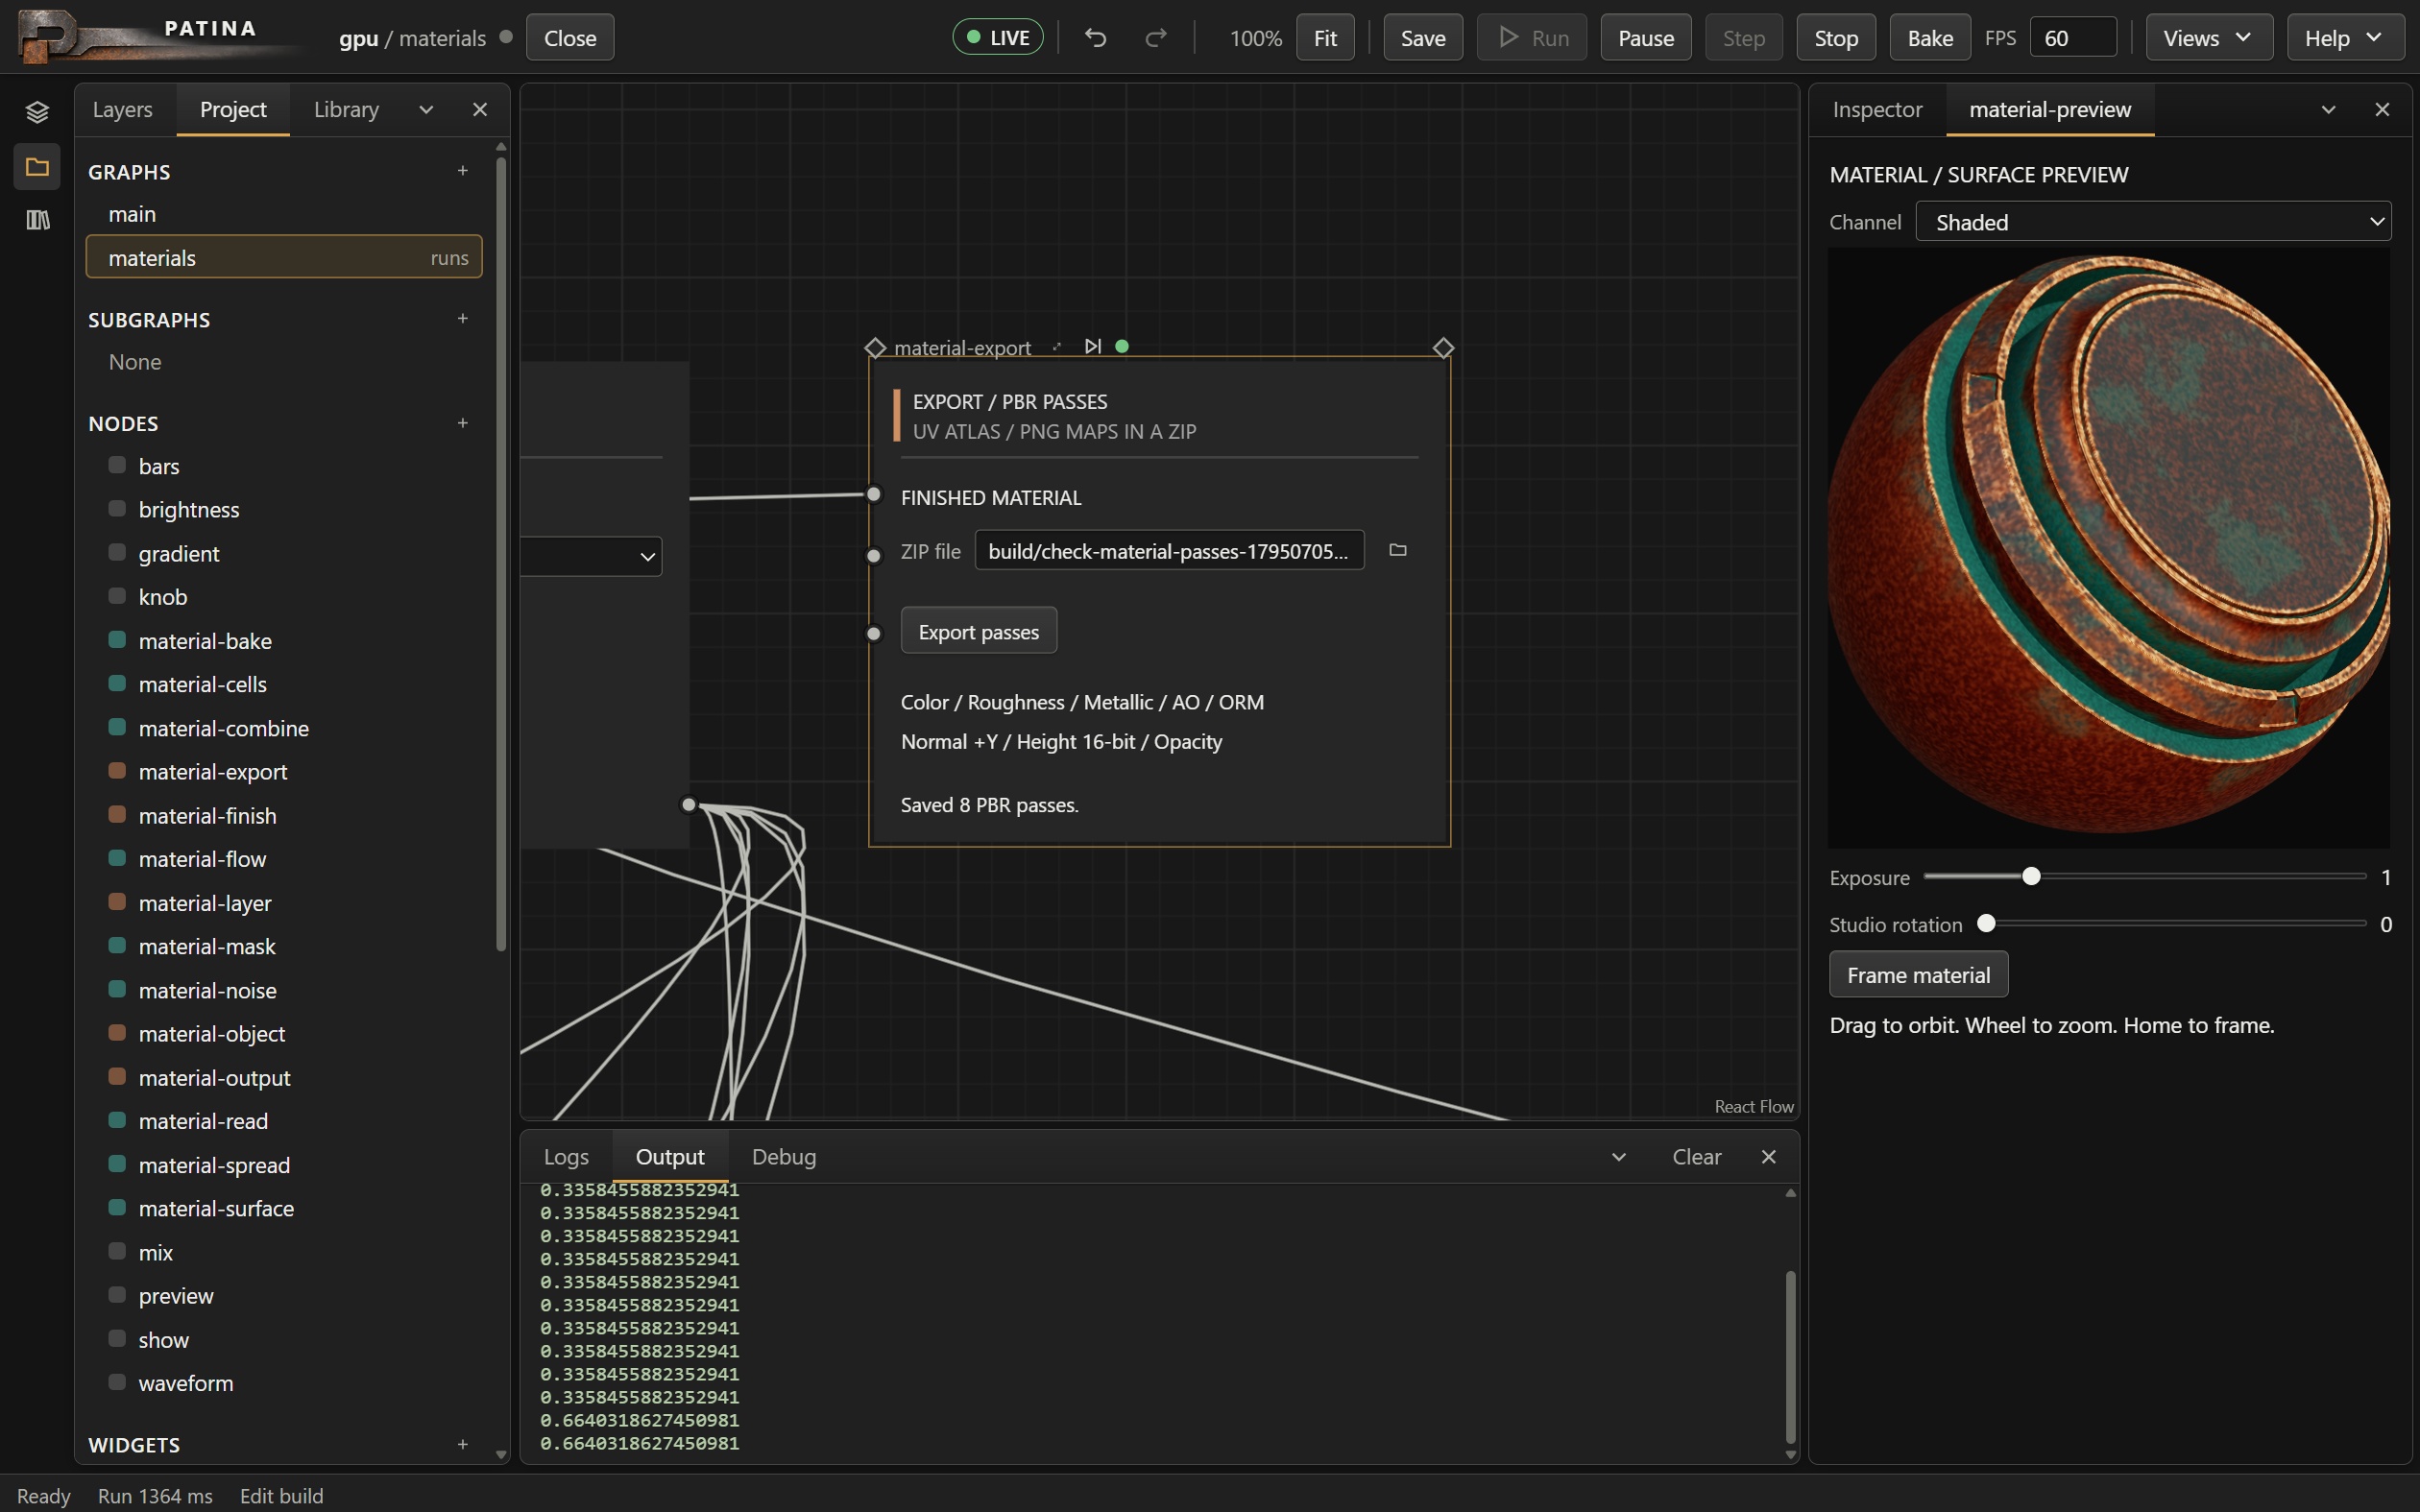 PATINA
gpu / materials
Close
LIVE
100%
Fit
Save
Run
Pause
Step
Stop
Bake
FPS
60
Views
Help
Layers
Project
Library
GRAPHS
main
materials
runs
SUBGRAPHS
None
NODES
bars
brightness
gradient
knob
material-bake
material-cells
material-combine
material-export
material-finish
material-flow
material-layer
material-mask
material-noise
material-object
material-output
material-read
material-spread
material-surface
mix
preview
show
waveform
WIDGETS
material-export
EXPORT / PBR PASSES
UV ATLAS / PNG MAPS IN A ZIP
FINISHED MATERIAL
ZIP file
build/check-material-passes-17950705...
Export passes
Color / Roughness / Metallic / AO / ORM
Normal +Y / Height 16-bit / Opacity
Saved 8 PBR passes.
React Flow
Logs
Output
Debug
Clear
0.3358455882352941
0.3358455882352941
0.3358455882352941
0.3358455882352941
0.3358455882352941
0.3358455882352941
0.3358455882352941
0.3358455882352941
0.3358455882352941
0.3358455882352941
0.6640318627450981
0.6640318627450981
Inspector
material-preview
MATERIAL / SURFACE PREVIEW
Channel
Shaded
Exposure
1
Studio rotation
0
Frame material
Drag to orbit. Wheel to zoom. Home to frame.
Ready
Run 1364 ms
Edit build